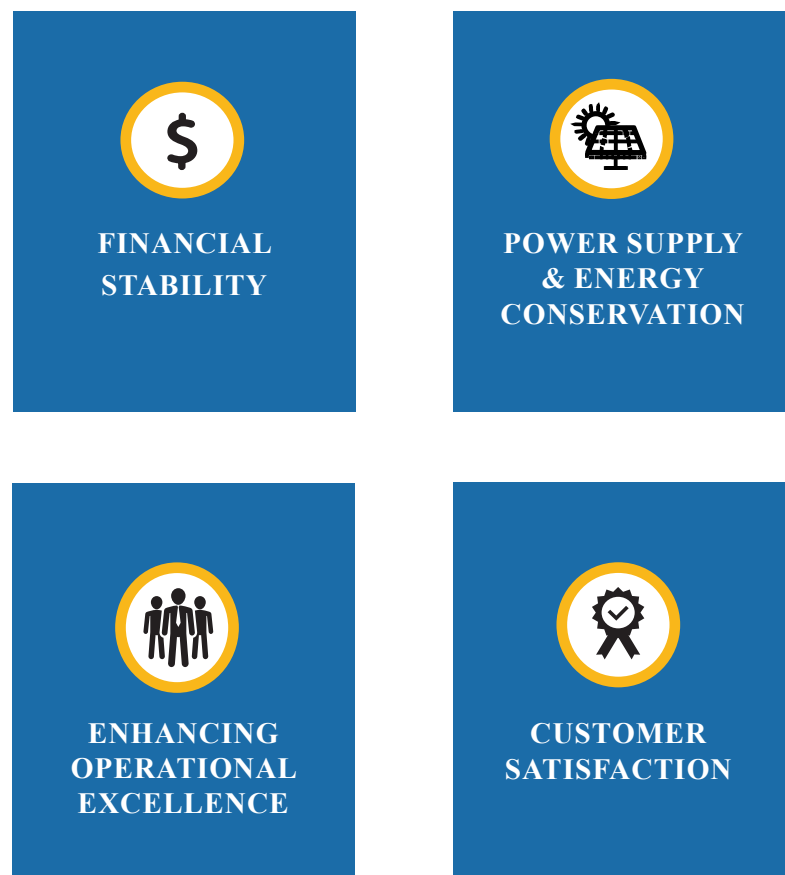 $
FINANCIAL
STABILITY
POWER SUPPLY
& ENERGY
CONSERVATION
ENHANCING
OPERATIONAL
EXCELLENCE
CUSTOMER
SATISFACTION